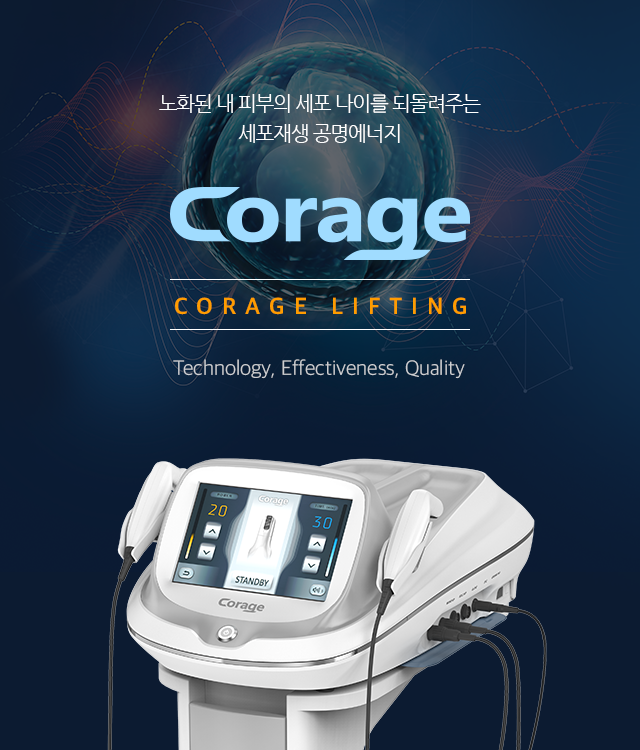 노화된 내 피부의 세포 나이를 되돌려주는
세포재생 공명에너지
Corage
CORAGE LIFTING
Technology, Effectiveness, Quality
corage
20
30
STANDBY
Corage